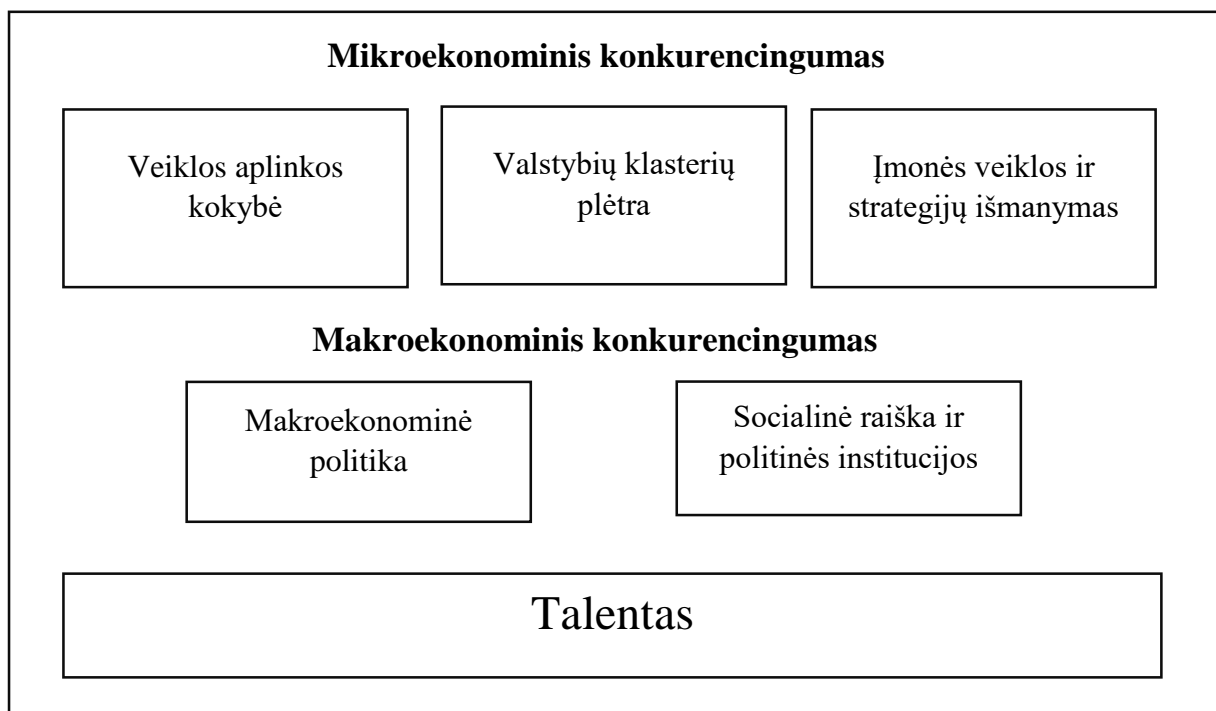 Mikroekonominis konkurencingumas
Veiklos aplinkos
kokybė
Valstybių klasterių
plėtra
Įmonės veiklos ir
strategijų išmanymas
Makroekonominis konkurencingumas
Makroekonominė
politika
Socialinė raiška ir
politinės institucijos
Talentas